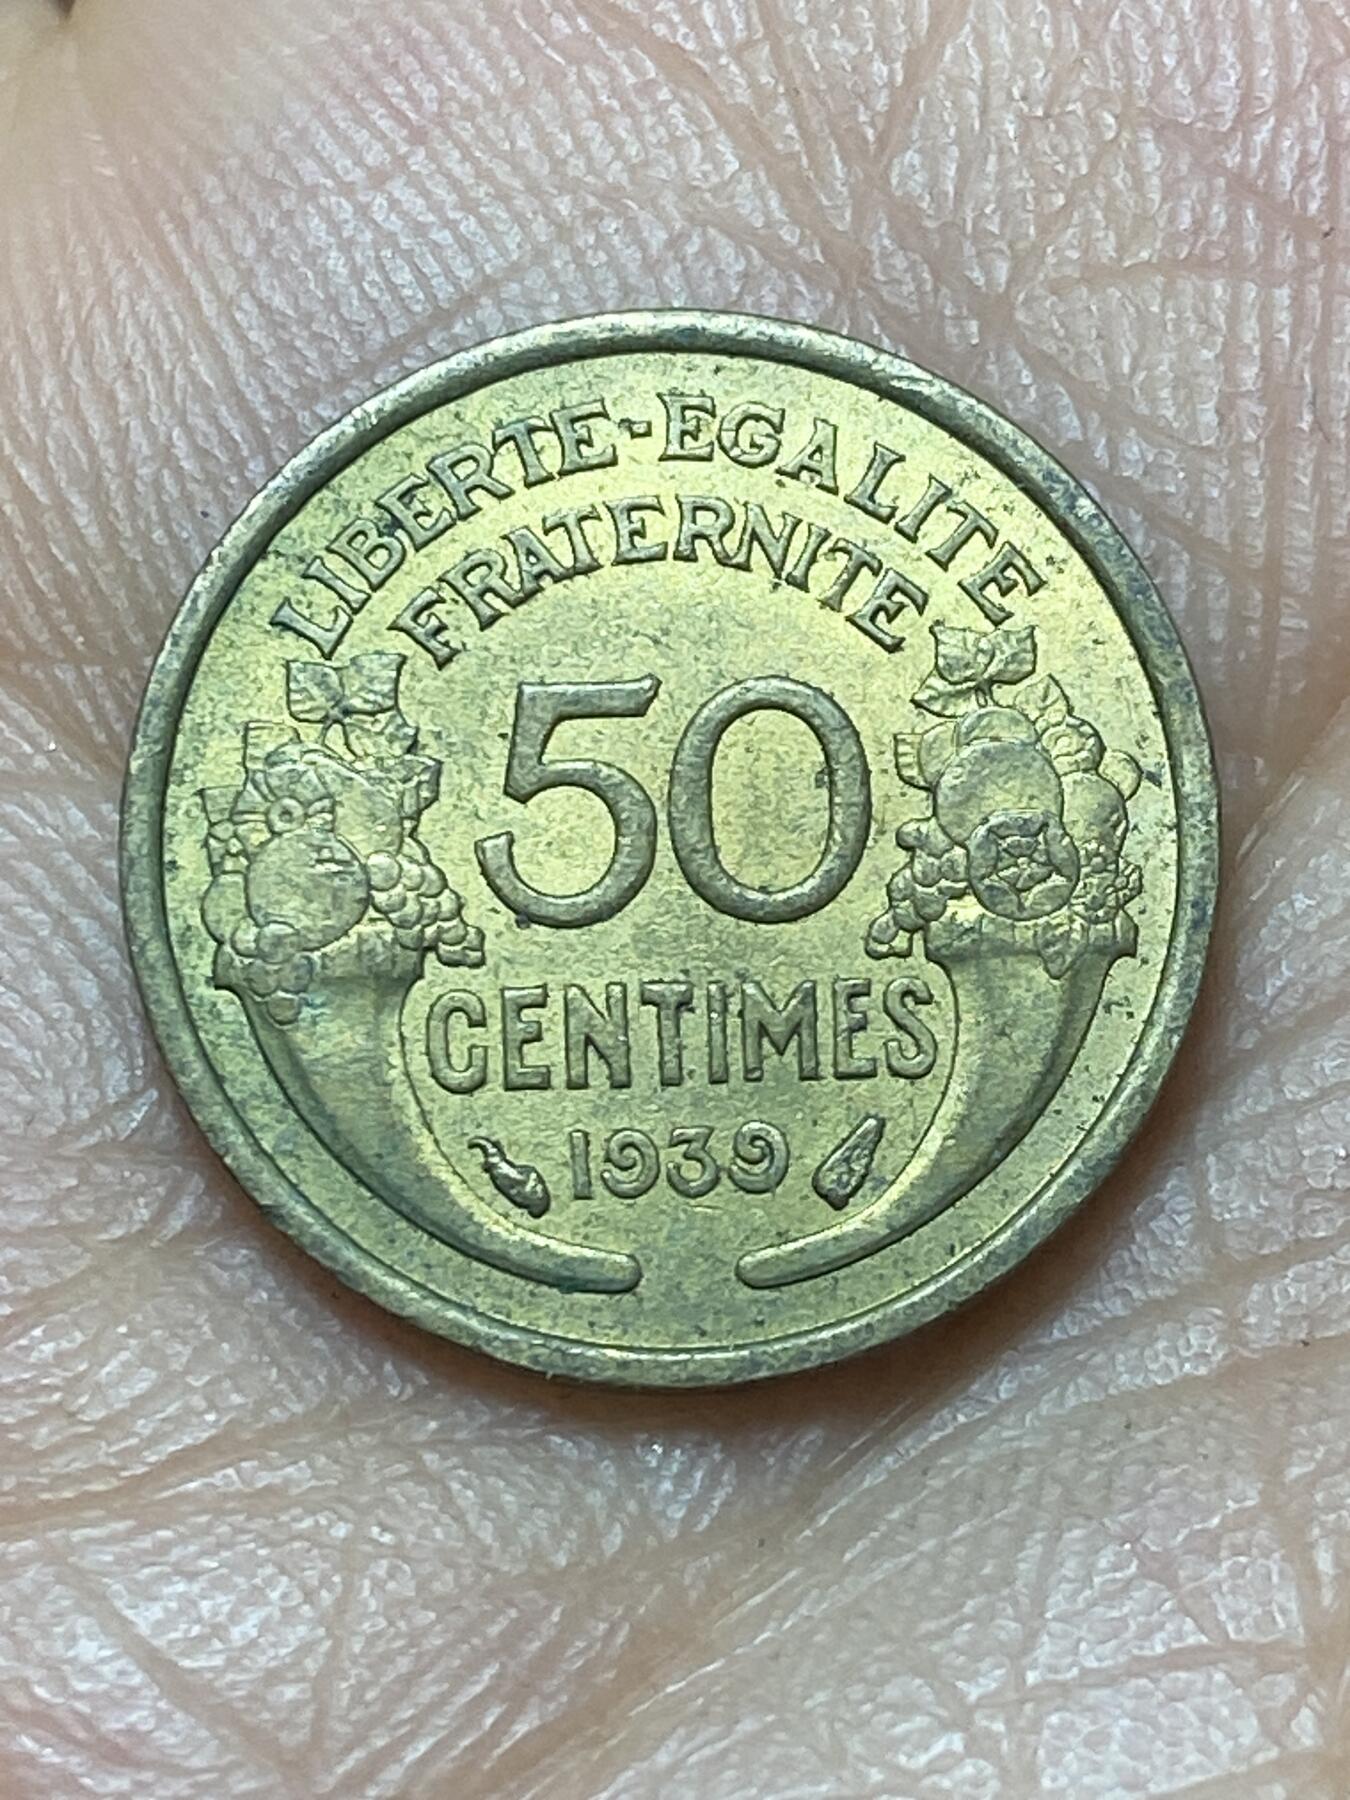 LIBERTE-EGALITE
FRATERNITE
50
CENTIMES
1939